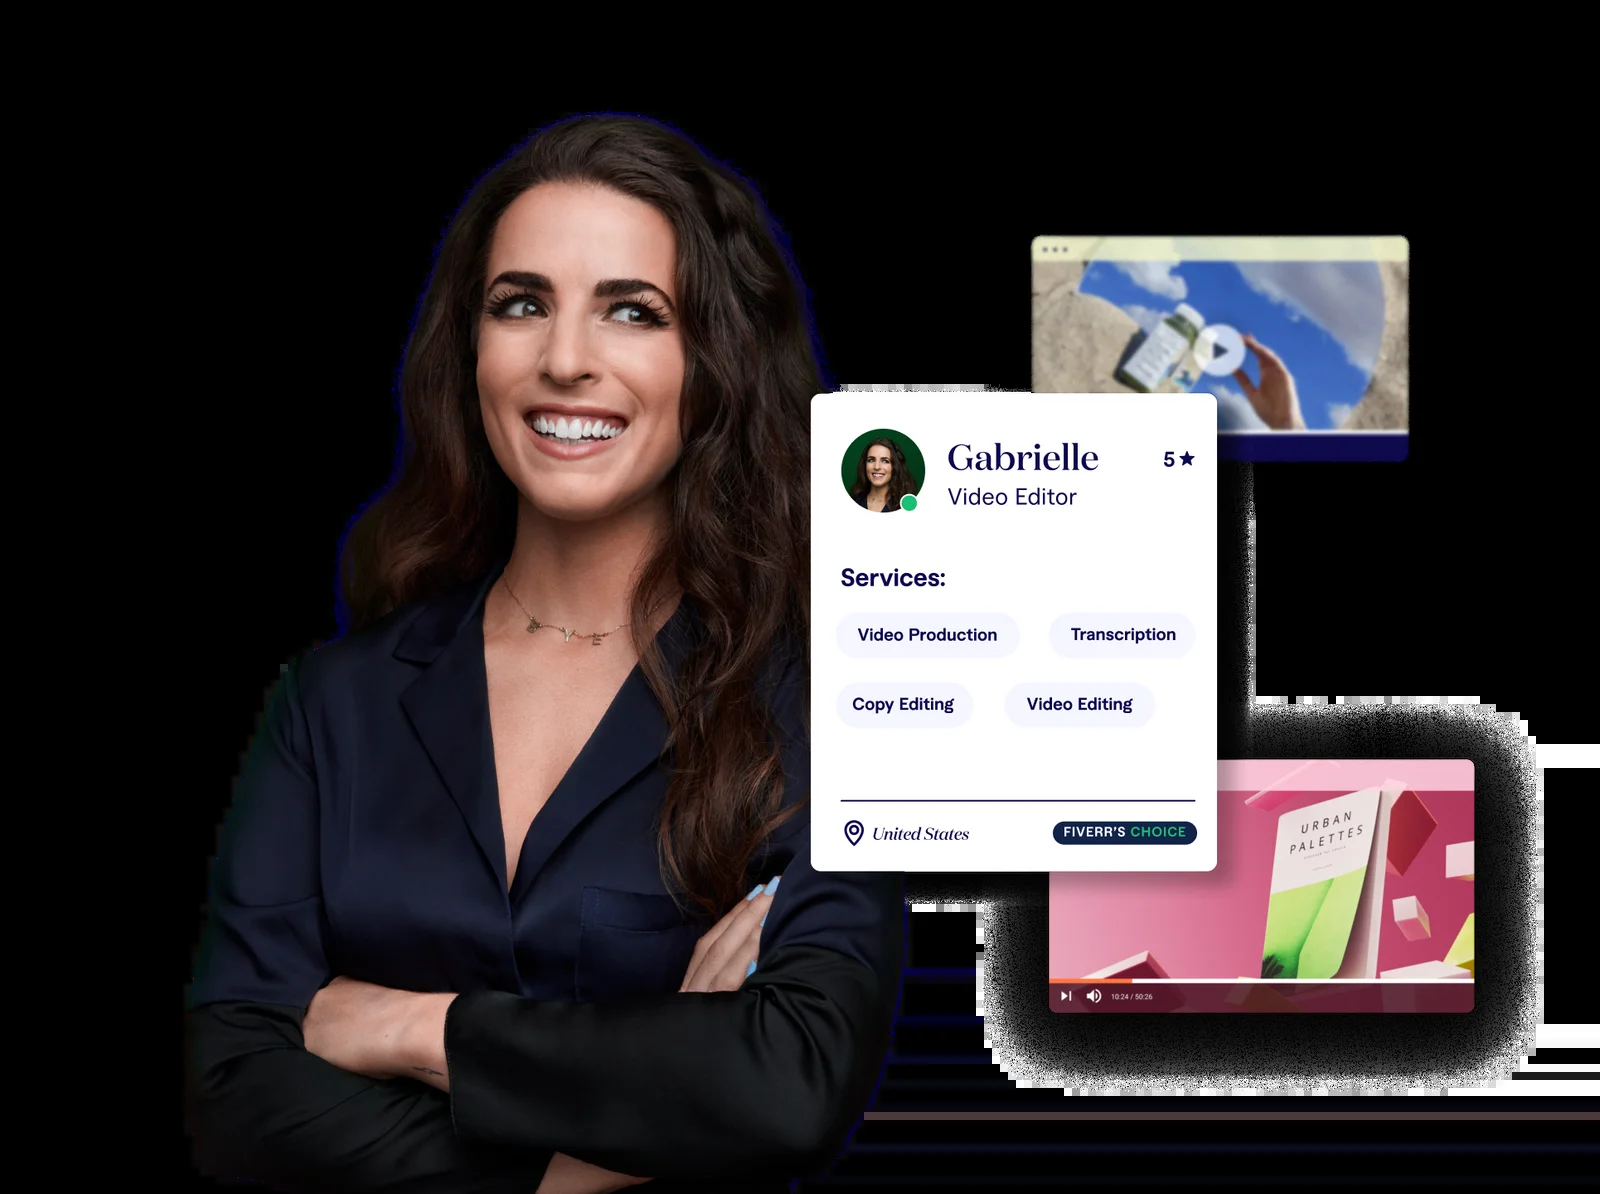 Gabrielle
5★
Video Editor
Services:
Video Production
Transcription
Copy Editing
Video Editing
United States
FIVERR'S CHOICE
URBAN
PALETTES
10:24 / 50:26